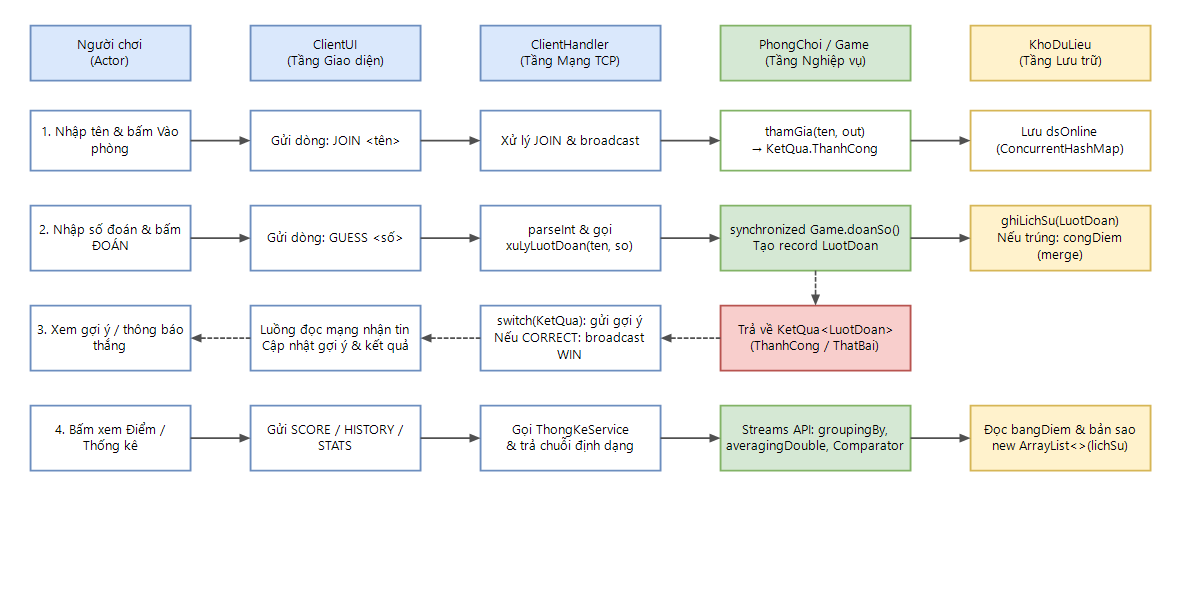 Người chơi
(Actor)
ClientUI
(Tầng Giao diện)
ClientHandler
(Tầng Mạng TCP)
PhongChoi / Game
(Tầng Nghiệp vụ)
KhoDuLieu
(Tầng Lưu trữ)
1. Nhập tên & bấm Vào
phòng
Gửi dòng: JOIN <tên>
Xử lý JOIN & broadcast
thamGia(ten, out)
→ KetQua.ThanhCong
Lưu dsOnline
(ConcurrentHashMap)
2. Nhập số đoán & bấm
ĐOÁN
Gửi dòng: GUESS <số>
parseInt & gọi
xuLyLuotDoan(ten, so)
synchronized Game.doanSo()
Tạo record LuotDoan
ghiLichSu(LuotDoan)
Nếu trúng: congDiem
(merge)
3. Xem gợi ý / thông báo
thắng
Luồng đọc mạng nhận tin
Cập nhật gợi ý & kết quả
switch(KetQua): gửi gợi ý
Nếu CORRECT: broadcast
WIN
Trả về KetQua<LuotDoan>
(ThanhCong / ThatBai)
4. Bấm xem Điểm /
Thống kê
Gửi SCORE / HISTORY /
STATS
Gọi ThongKeService
& trả chuỗi định dạng
Streams API: groupingBy,
averagingDouble, Comparator
Đọc bangDiem & bản sao
new ArrayList<>(lichSu)